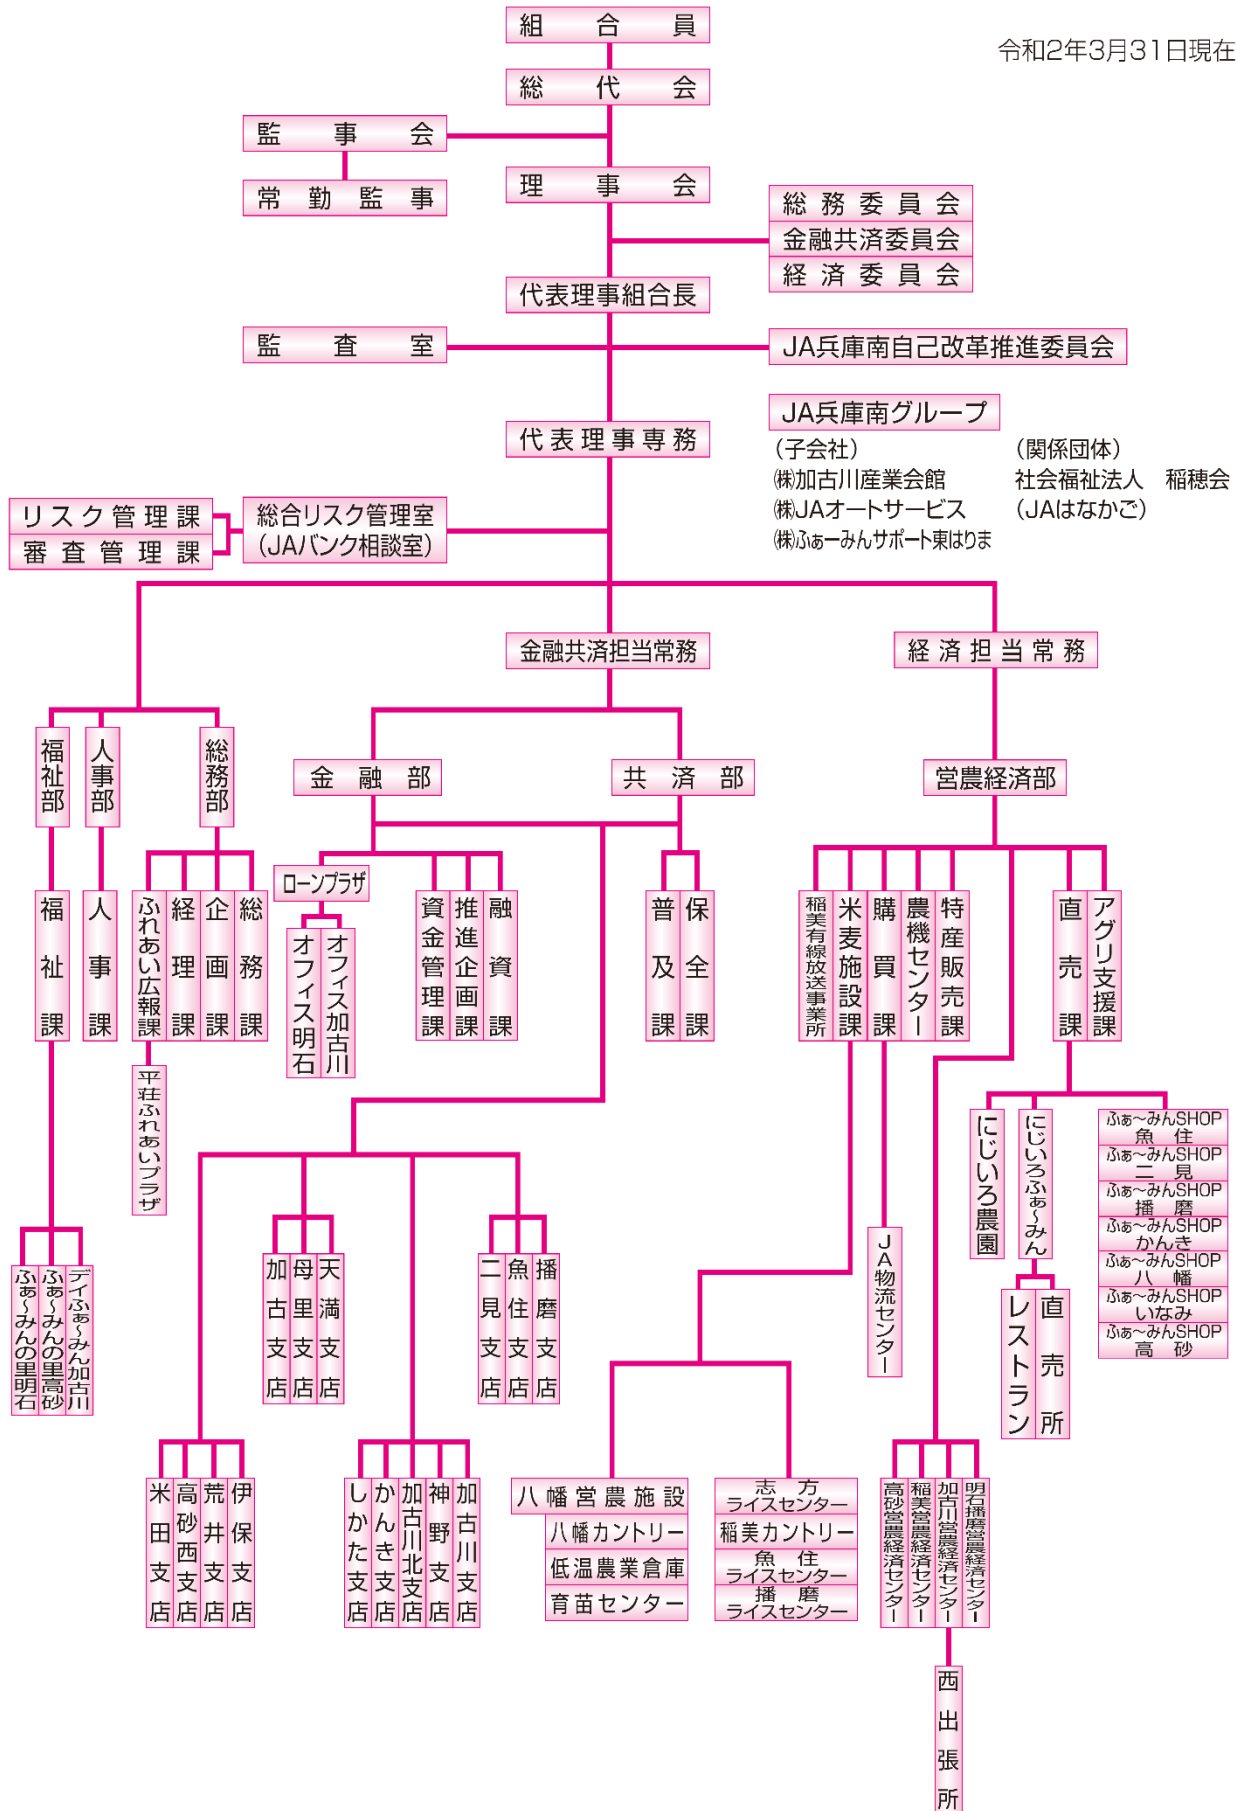 令和2年3月31日現在
組合員
総代会
監事会
常勤監事
理事会
総務委員会
金融共済委員会
経済委員会
代表理事組合長
監査室
JA兵庫南自己改革推進委員会
代表理事専務
JA兵庫南グループ
(子会社)
㈱加古川産業会館
㈱JAオートサービス
㈱ふぁーみんサポート東はりま
(関係団体)
社会福祉法人 稲穂会
(JAはなかご)
リスク管理課
審査管理課
総合リスク管理室
(JAバンク相談室)
金融共済担当常務
経済担当常務
福祉部
人事部
総務部
金融部
共済部
営農経済部
福祉課
人事課
ふれあい広報課
経理課
企画課
総務課
平荘ふれあいプラザ
ふぁ〜みんの里明石
ふぁ〜みんの里高砂
デイふぁ〜みん加古川
ローンプラザ
オフィス明石
オフィス加古川
資金管理課
推進企画課
融資課
普及課
保全課
稲美有線放送事業所
米麦施設課
購買課
農機センター
特産販売課
直売課
アグリ支援課
JA物流センター
にじいろ農園
にじいろふぁ〜みん
レストラン
直売所
ふぁ〜みんSHOP
魚住
ふぁ〜みんSHOP
二見
ふぁ〜みんSHOP
播磨
ふぁ〜みんSHOP
かんき
ふぁ〜みんSHOP
八幡
ふぁ〜みんSHOP
いなみ
ふぁ〜みんSHOP
高砂
加古支店
母里支店
天満支店
二見支店
魚住支店
播磨支店
米田支店
高砂西支店
荒井支店
伊保支店
しかた支店
かんき支店
加古川北支店
神野支店
加古川支店
八幡営農施設
八幡カントリー
低温農業倉庫
育苗センター
志方
ライスセンター
稲美カントリー
魚住
ライスセンター
播磨
ライスセンター
高砂営農経済センター
稲美営農経済センター
加古川営農経済センター
明石播磨営農経済センター
西出張所